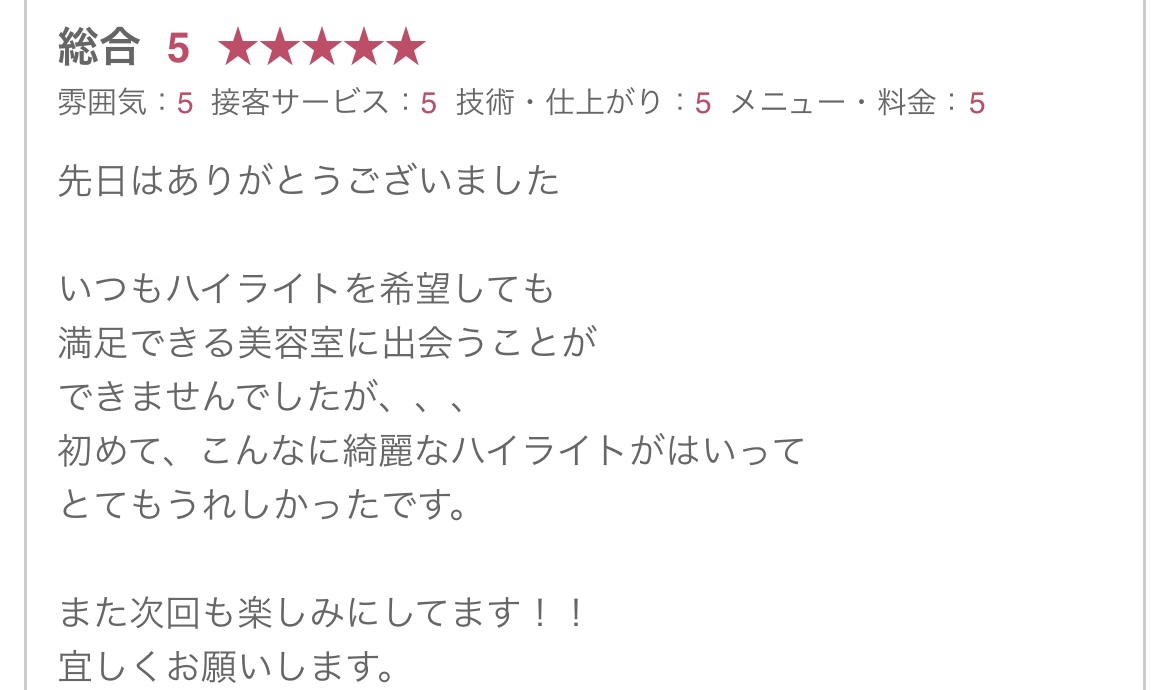 総合 5 ★★★★★
雰囲気：5 接客サービス：5 技術・仕上がり：5 メニュー・料金：5
先日はありがとうございました
いつもハイライトを希望しても
満足できる美容室に出会うことが
できませんでしたが、、、
初めて、こんなに綺麗なハイライトがはいって
とてもうれしかったです。
また次回も楽しみにしてます！！
宜しくお願いします。